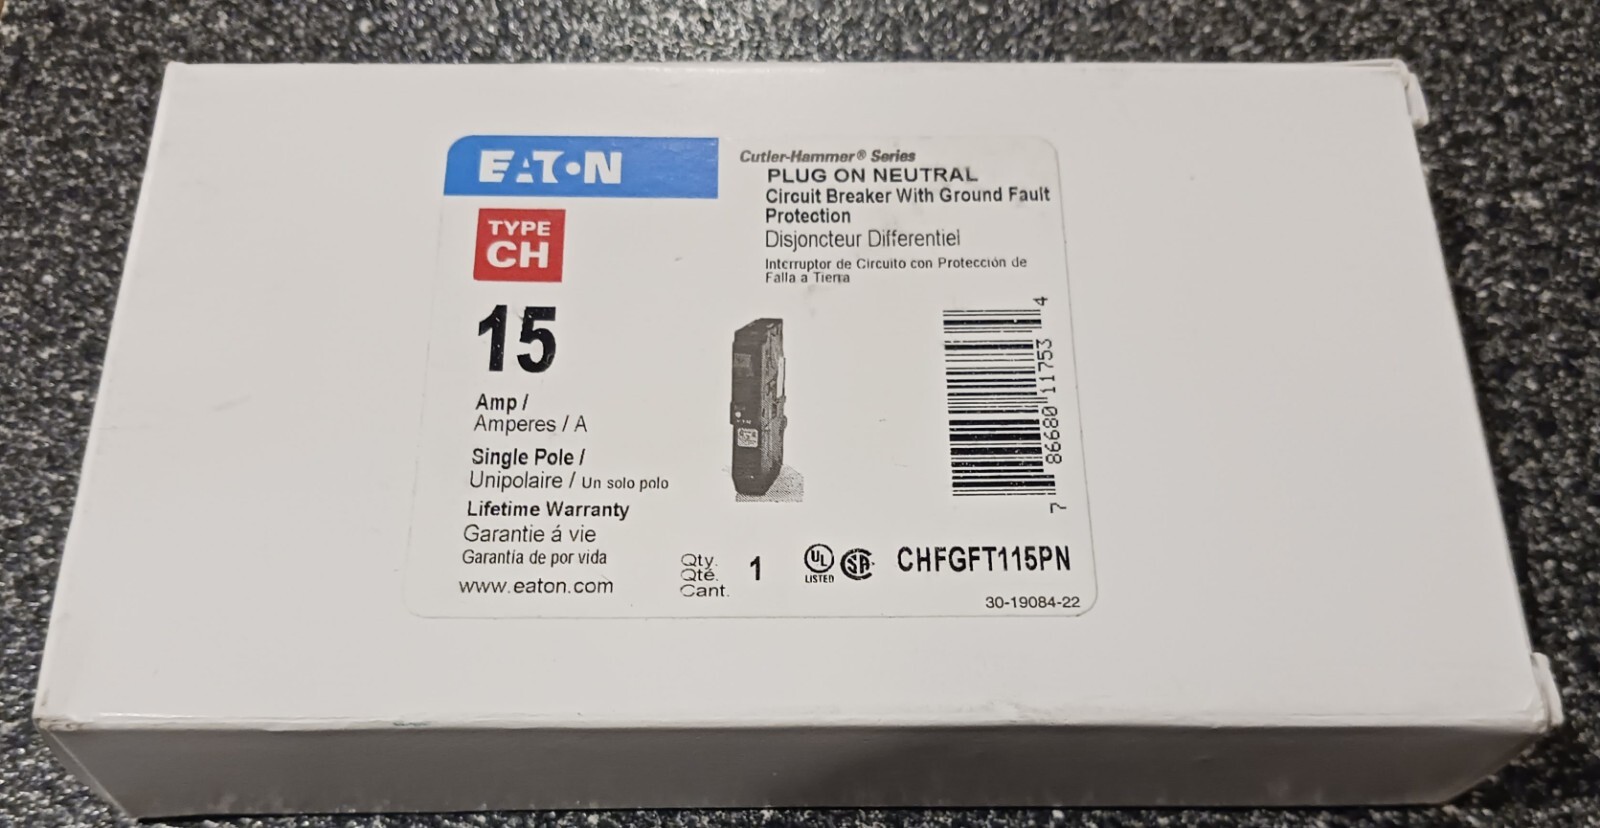 EATON
TYPE
CH
15
Amp /
Amperes / A
Single Pole /
Unipolaire / Un solo polo
Lifetime Warranty
Garantie á vie
Garantía de por vida
www.eaton.com
Cutler-Hammer® Series
PLUG ON NEUTRAL
Circuit Breaker With Ground Fault
Protection
Disjoncteur Differentiel
Interruptor de Circuito con Protección de
Falla a Tierra
7 86680 11753 4
Qty.
Qté.
Cant.
1
UL
LISTED
SA
CHFGFT115PN
30-19084-22